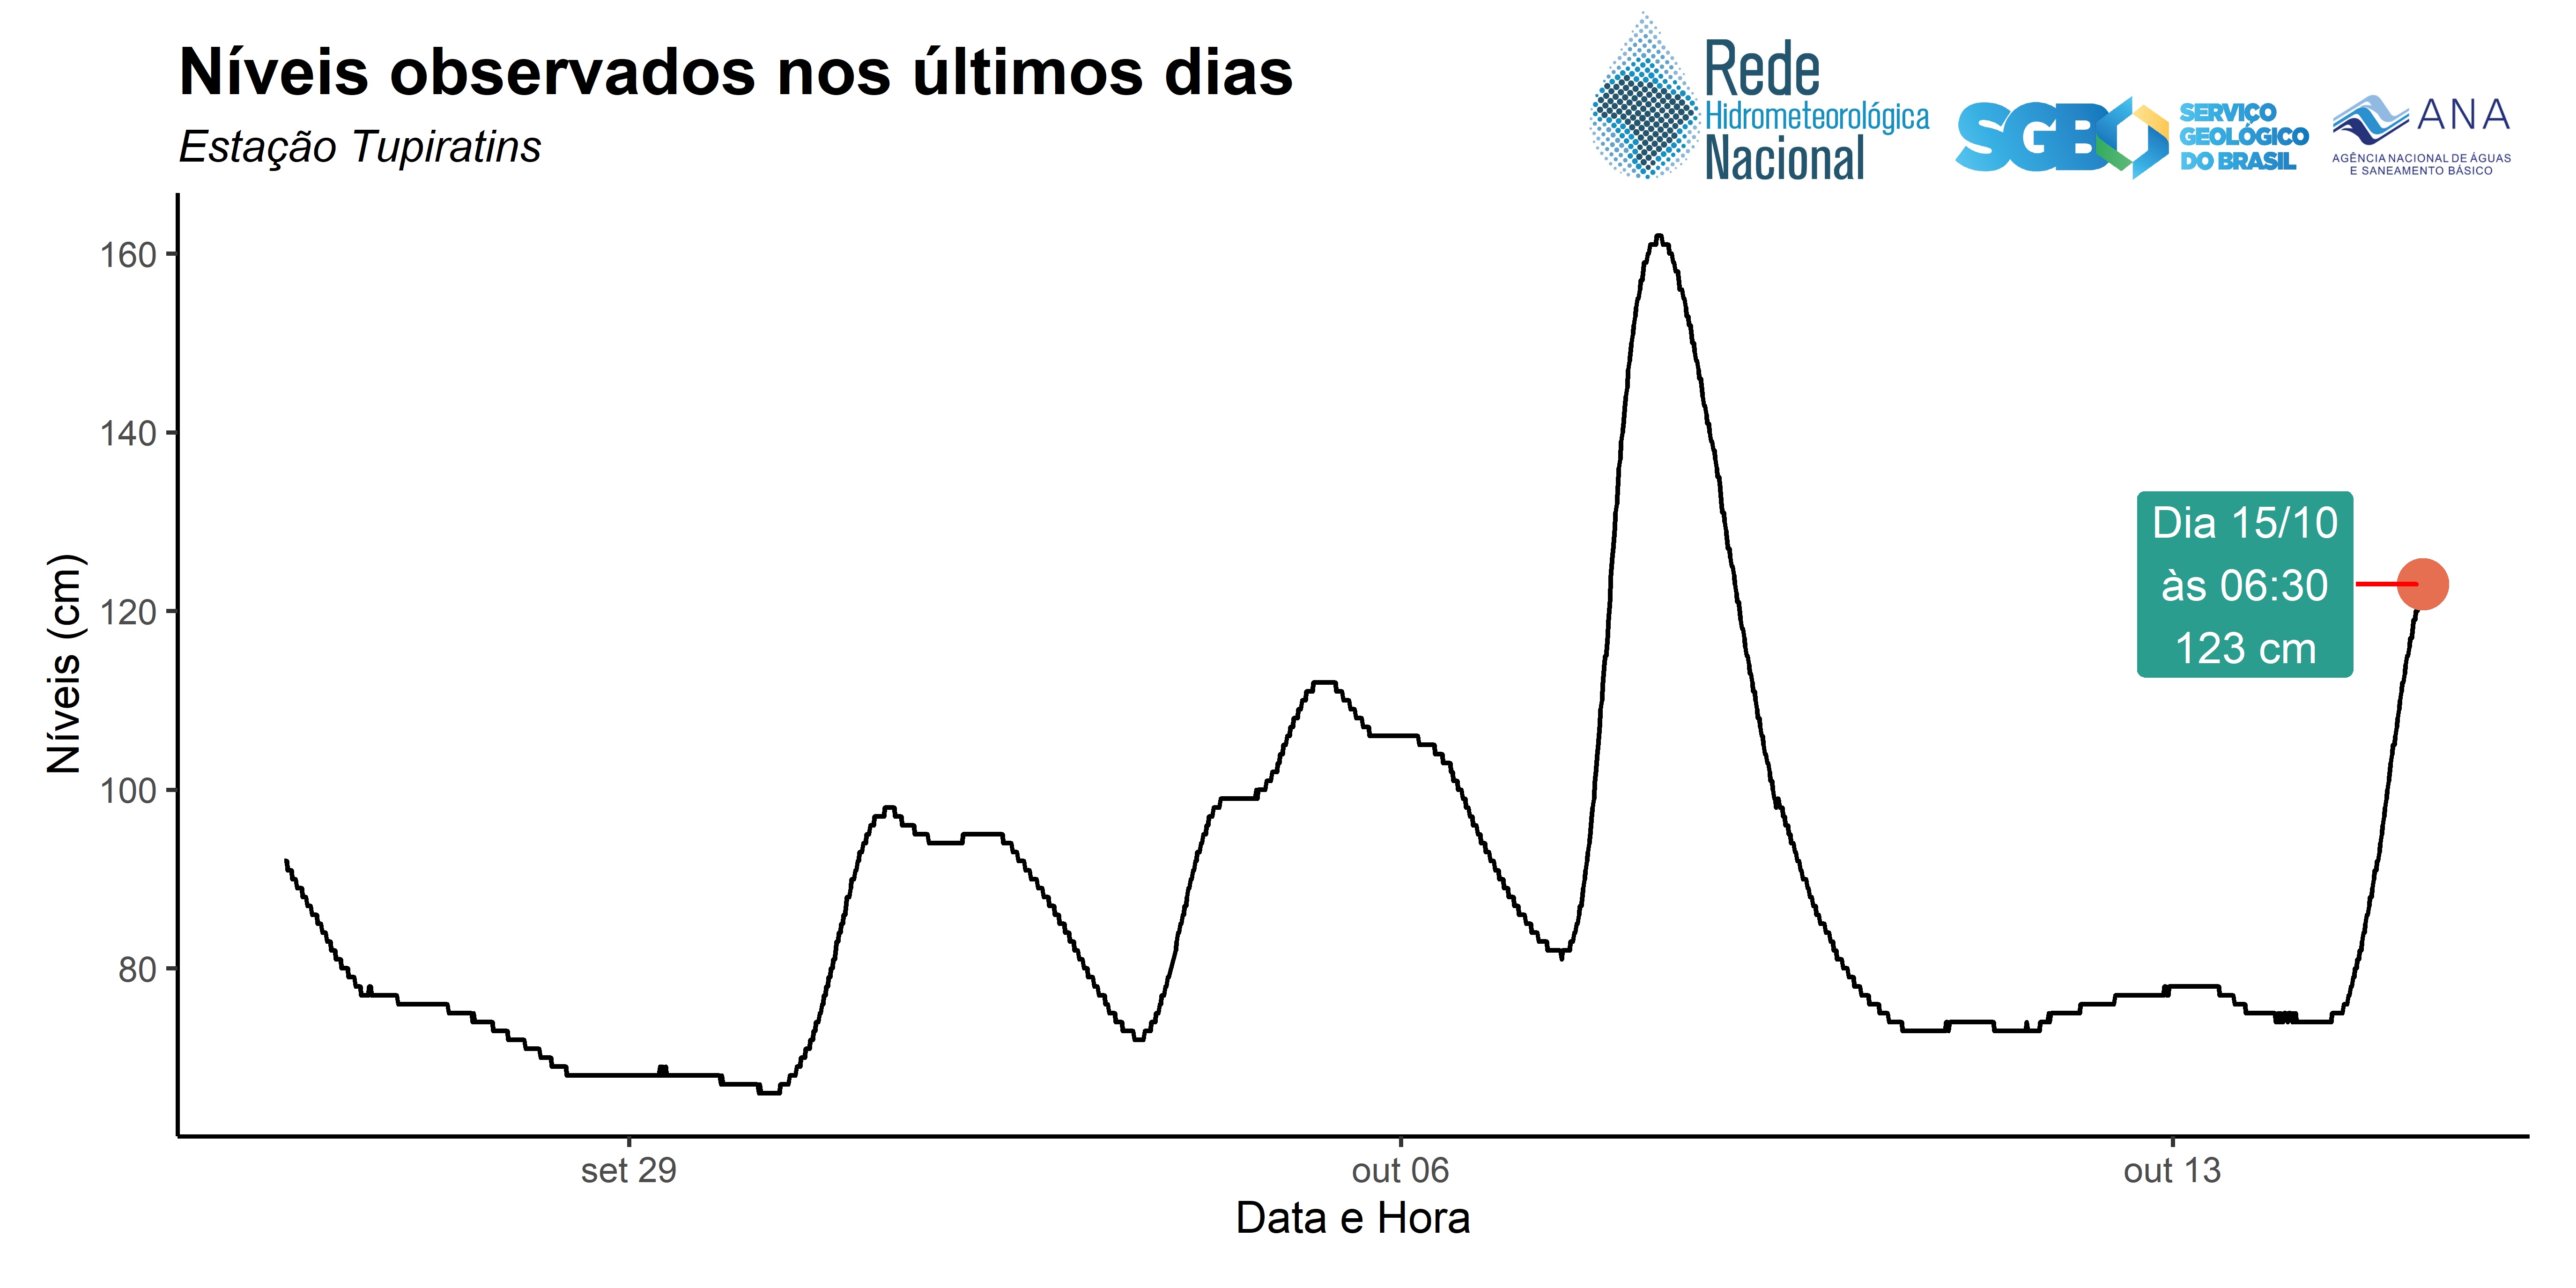 Níveis observados nos últimos dias
Estação Tupiratins
Rede
Hidrometeorológica
Nacional
SGB
SERVIÇO
GEOLÓGICO
DO BRASIL
ANA
AGÊNCIA NACIONAL DE ÁGUAS
E SANEAMENTO BÁSICO
Níveis (cm)
160
140
120
100
80
Dia 15/10
às 06:30
123 cm
set 29
out 06
out 13
Data e Hora